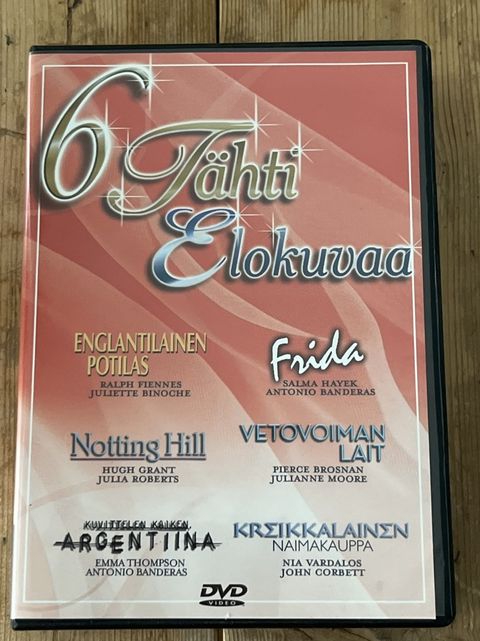 6 Tähti
Elokuvaa
ENGLANTILAINEN
POTILAS
RALPH FIENNES
JULIETTE BINOCHE
Frida
SALMA HAYEK
ANTONIO BANDERAS
Notting Hill
HUGH GRANT
JULIA ROBERTS
VETOVOIMAN
LAIT
PIERCE BROSNAN
JULIANNE MOORE
KUVITTELEN KAIKEN,
ARGENTIINA
EMMA THOMPSON
ANTONIO BANDERAS
KREIKKALAINEN
NAIMAKAUPPA
NIA VARDALOS
JOHN CORBETT
DVD
VIDEO